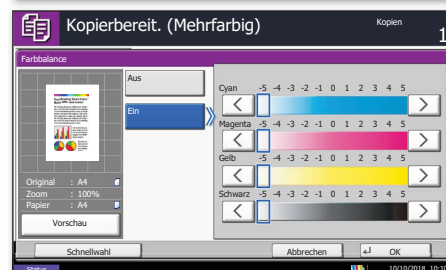 Kopierbereit. (Mehrfarbig)
Kopien
1
Farbbalance
Aus
Ein
Cyan -5 -4 -3 -2 -1 0 1 2 3 4 5
Magenta -5 -4 -3 -2 -1 0 1 2 3 4 5
Gelb -5 -4 -3 -2 -1 0 1 2 3 4 5
Schwarz -5 -4 -3 -2 -1 0 1 2 3 4 5
Original : A4
Zoom : 100%
Papier : A4
Vorschau
Schnellwahl
Abbrechen
OK
Status
10/10/2018 10:10